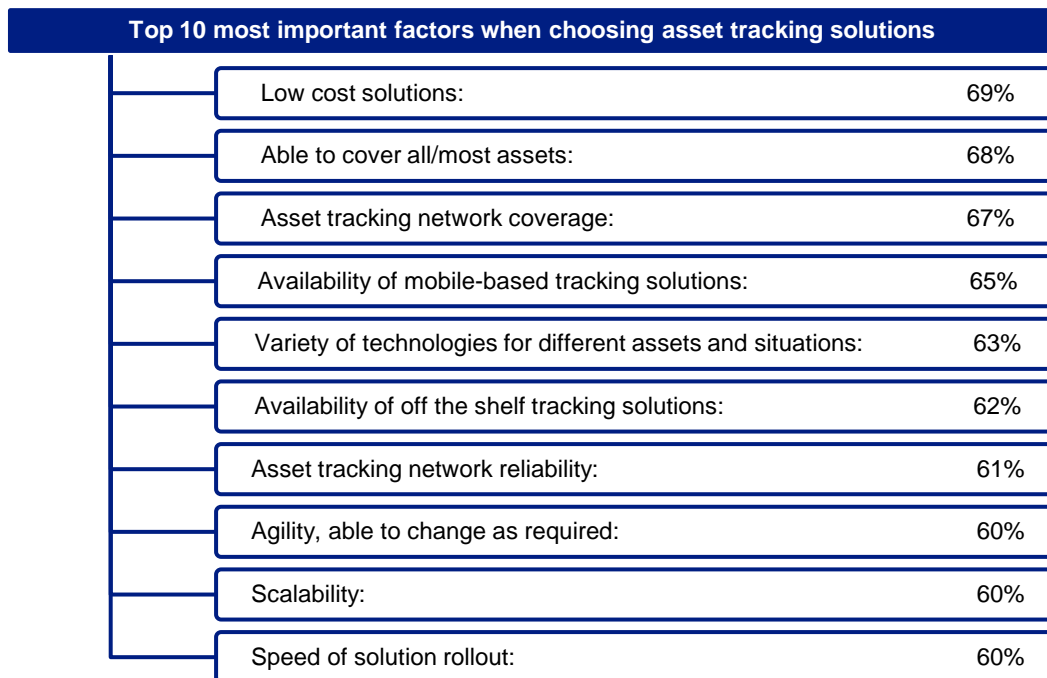 Top 10 most important factors when choosing asset tracking solutions
Low cost solutions: 69%
Able to cover all/most assets: 68%
Asset tracking network coverage: 67%
Availability of mobile-based tracking solutions: 65%
Variety of technologies for different assets and situations: 63%
Availability of off the shelf tracking solutions: 62%
Asset tracking network reliability: 61%
Agility, able to change as required: 60%
Scalability: 60%
Speed of solution rollout: 60%